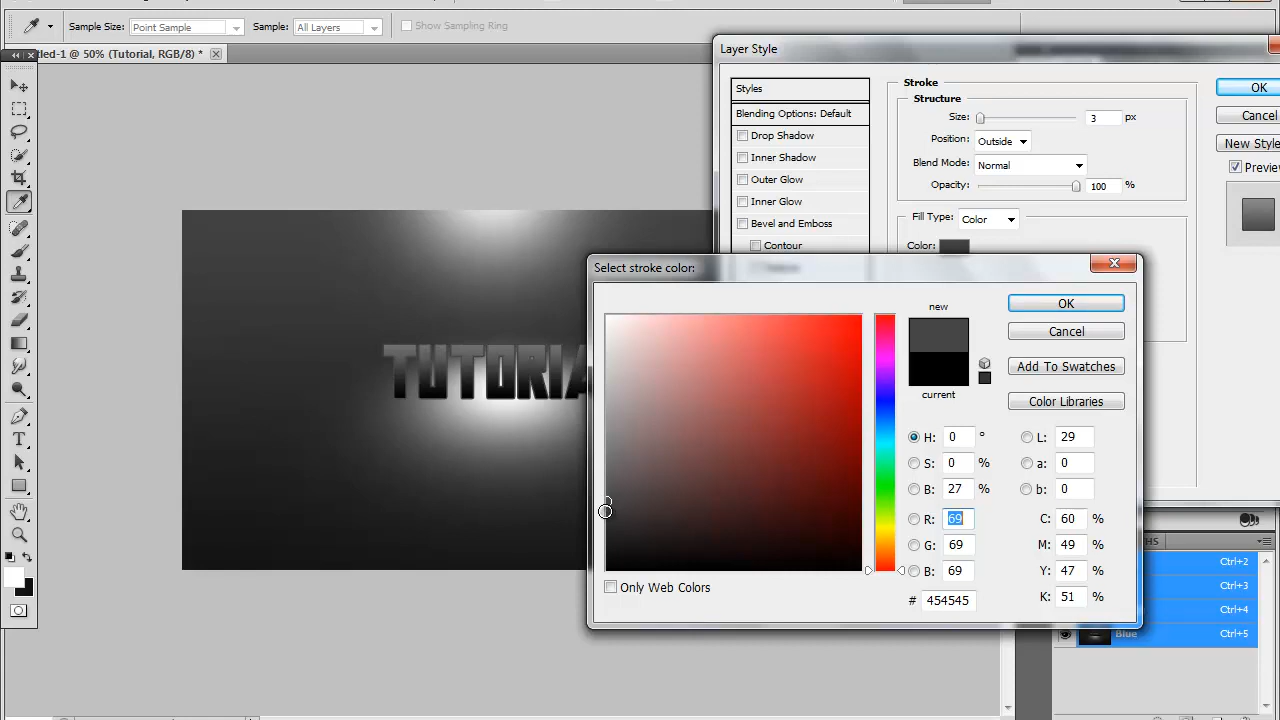 Sample Size: Point Sample Sample: All Layers Show Sampling Ring
tled-1 @ 50% (Tutorial, RGB/8) *
Layer Style
Styles
Blending Options: Default
Drop Shadow
Inner Shadow
Outer Glow
Inner Glow
Bevel and Emboss
Contour
Stroke
Structure
Size: 3 px
Position: Outside
Blend Mode: Normal
Opacity: 100 %
Fill Type: Color
Color:
OK
Cancel
New Style
Preview
TUTORIA
Select stroke color:
new
current
OK
Cancel
Add To Swatches
Color Libraries
H: 0 °
S: 0 %
B: 27 %
R: 69
G: 69
B: 69
# 454545
L: 29
a: 0
b: 0
C: 60 %
M: 49 %
Y: 47 %
K: 51 %
Only Web Colors
HS
Ctrl+2
Ctrl+3
Ctrl+4
Blue Ctrl+5